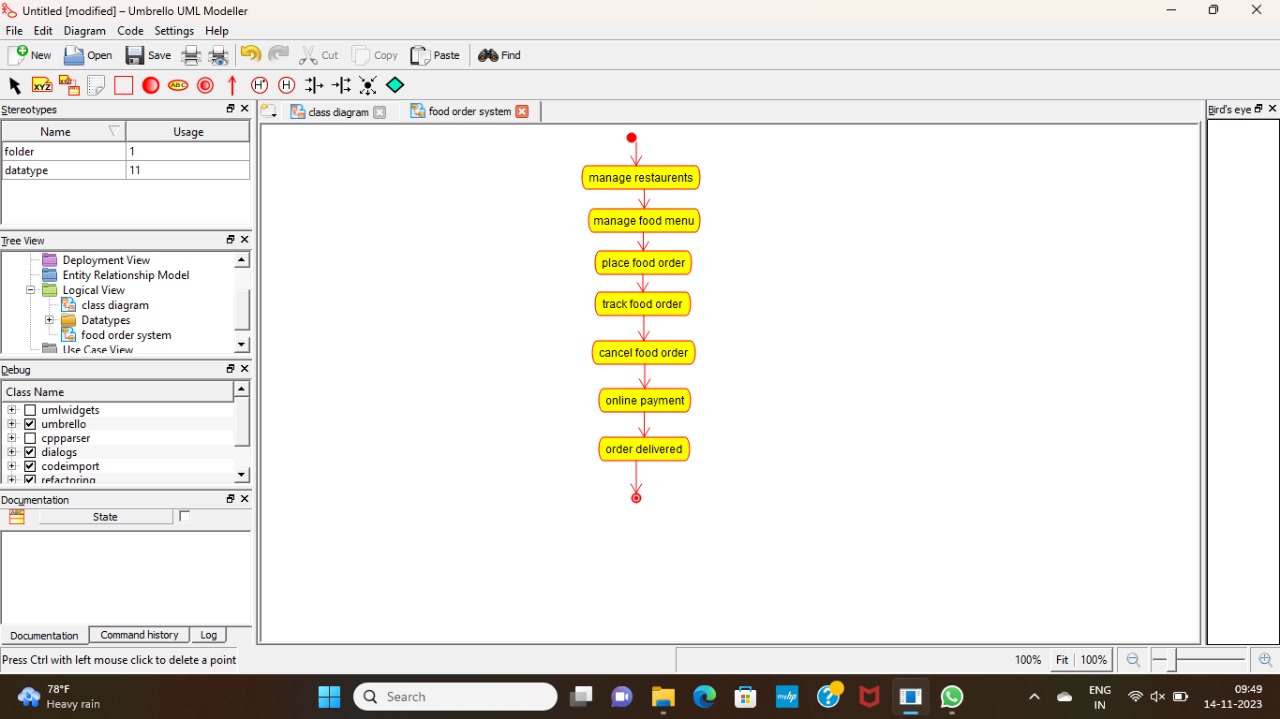 Untitled [modified] – Umbrello UML Modeller
File Edit Diagram Code Settings Help
New Open Save Cut Copy Paste Find
XYZ ABC H* H
Stereotypes
Name Usage
folder 1
datatype 11
Tree View
Deployment View
Entity Relationship Model
Logical View
class diagram
Datatypes
food order system
Use Case View
Debug
Class Name
umlwidgets
umbrello
cppparser
dialogs
codeimport
refactoring
Documentation
State
Documentation Command history Log
Press Ctrl with left mouse click to delete a point
class diagram food order system
manage restaurents
manage food menu
place food order
track food order
cancel food order
online payment
order delivered
Bird's eye
100% Fit 100%
78°F
Heavy rain
Search
myhp
ENG
IN
09:49
14-11-2023